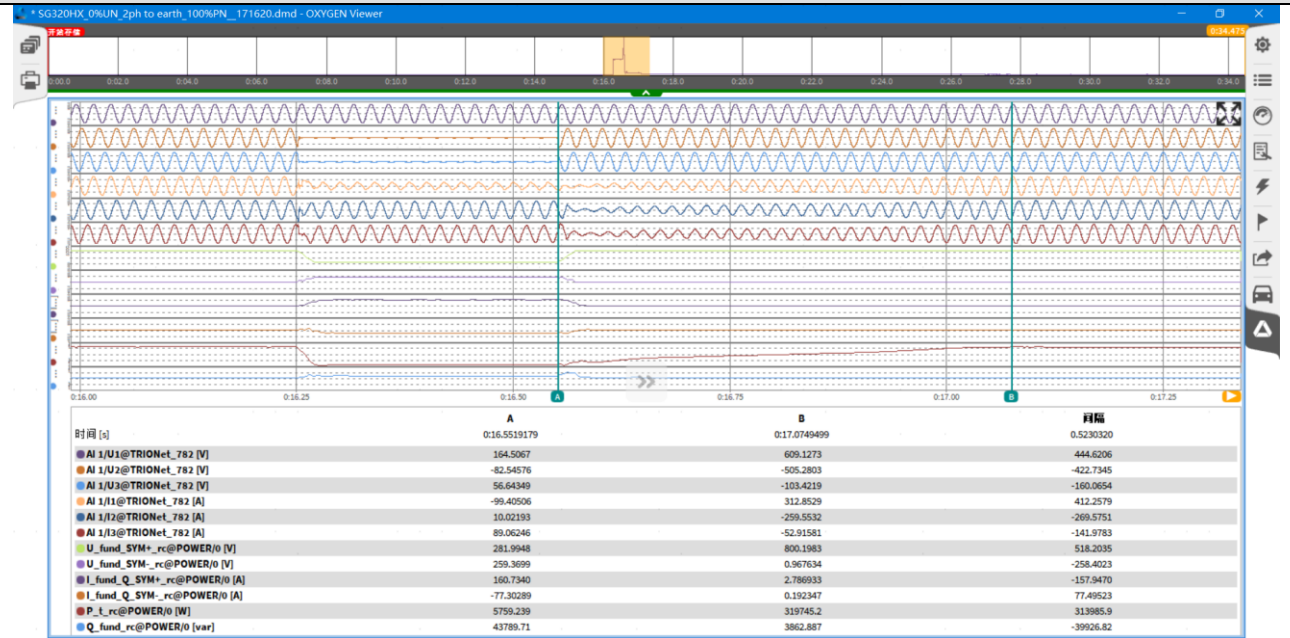 * SG320HX_0%UN_2ph to earth_100%PN__171620.dmd - OXYGEN Viewer
开放存储
0:34.475
0:00.0 0:02.0 0:04.0 0:06.0 0:08.0 0:10.0 0:12.0 0:14.0 0:16.0 0:18.0 0:20.0 0:22.0 0:24.0 0:26.0 0:28.0 0:30.0 0:32.0 0:34.0
0:16.00 0:16.25 0:16.50 A 0:16.75 0:17.00 B 0:17.25
A B 间隔
时间 [s] 0:16.5519179 0:17.0749499 0.5230320
AI 1/U1@TRIONet_782 [V] 164.5067 609.1273 444.6206
AI 1/U2@TRIONet_782 [V] -82.54576 -505.2803 -422.7345
AI 1/U3@TRIONet_782 [V] 56.64349 -103.4219 -160.0654
AI 1/I1@TRIONet_782 [A] -99.40506 312.8529 412.2579
AI 1/I2@TRIONet_782 [A] 10.02193 -259.5532 -269.5751
AI 1/I3@TRIONet_782 [A] 89.06246 -52.91581 -141.9783
U_fund_SYM+_rc@POWER/0 [V] 281.9948 800.1983 518.2035
U_fund_SYM-_rc@POWER/0 [V] 259.3699 0.967634 -258.4023
I_fund_Q_SYM+_rc@POWER/0 [A] 160.7340 2.786933 -157.9470
I_fund_Q_SYM-_rc@POWER/0 [A] -77.30289 0.192347 77.49523
P_t_rc@POWER/0 [W] 5759.239 319745.2 313985.9
Q_fund_rc@POWER/0 [var] 43789.71 3862.887 -39926.82